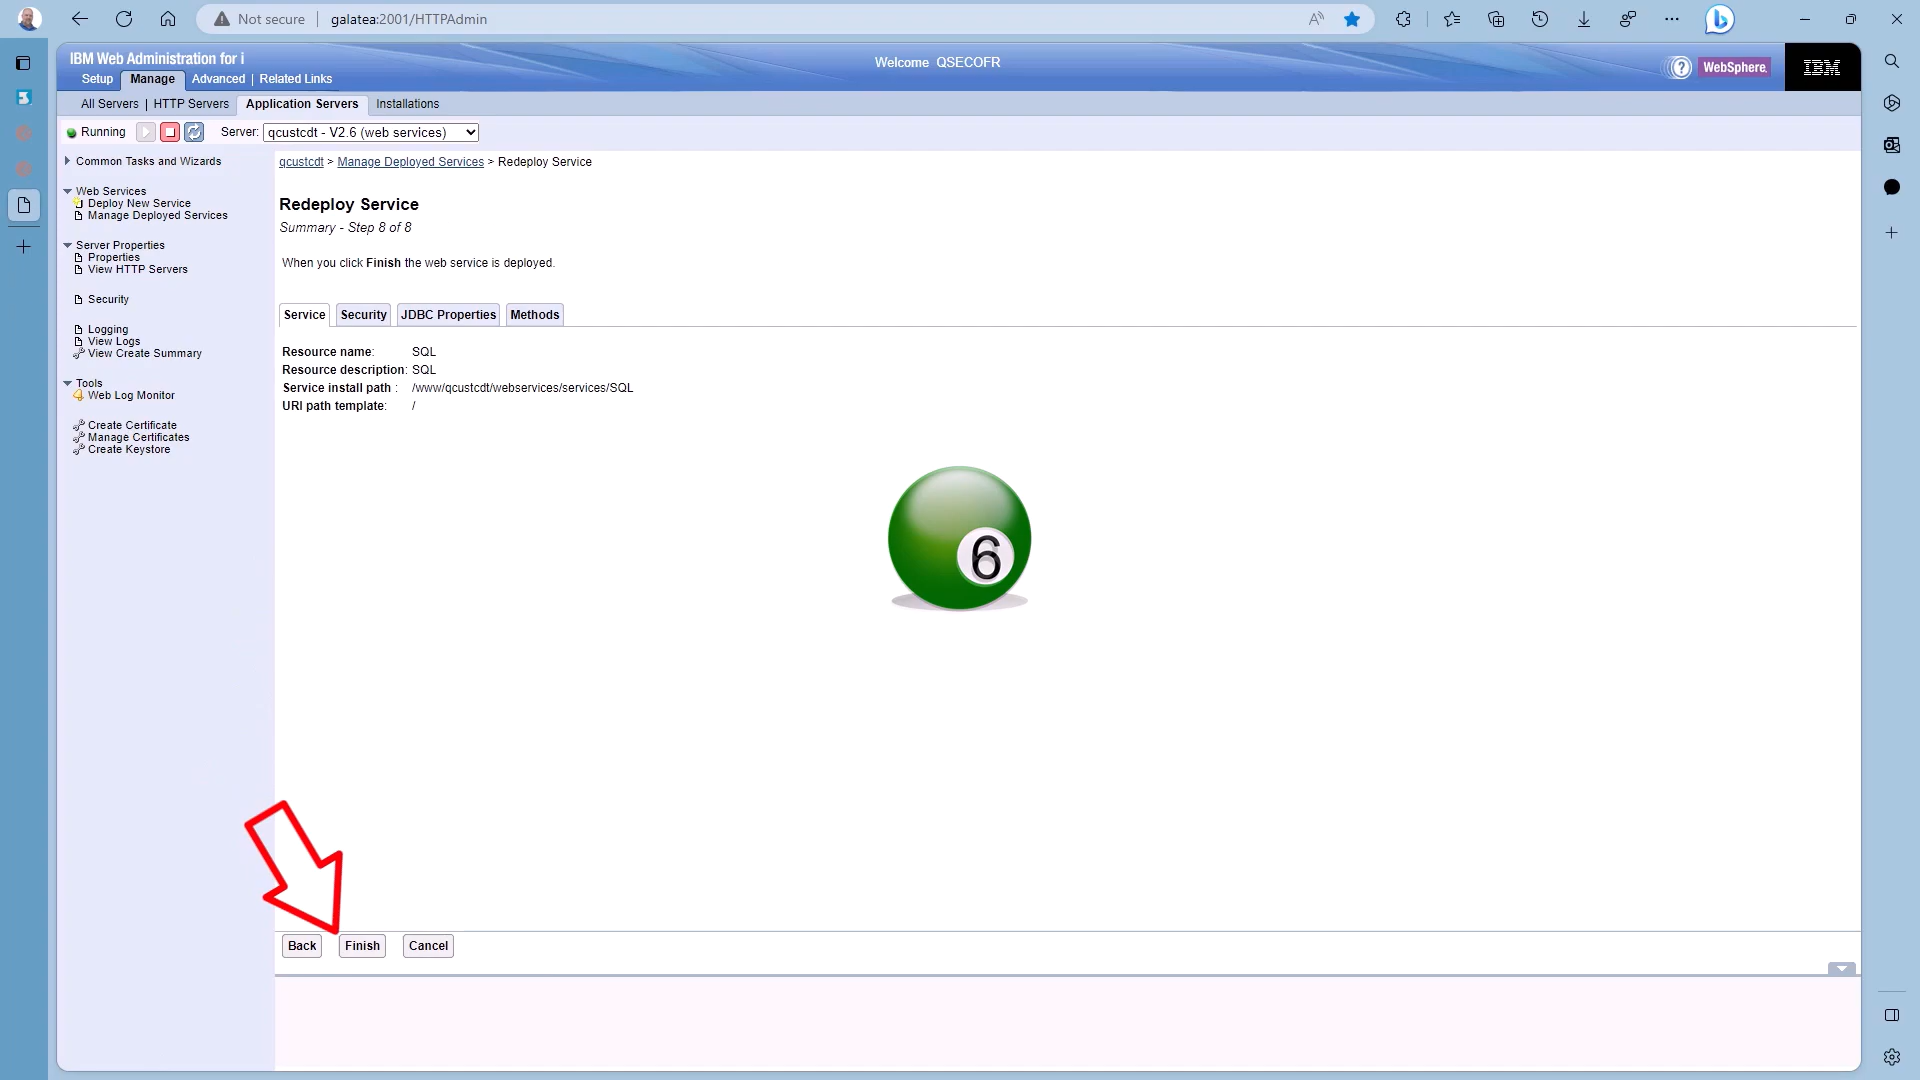 Not secure
galatea:2001/HTTPAdmin
IBM Web Administration for i
Setup Manage Advanced | Related Links
Welcome QSECOFR
WebSphere.
IBM
All Servers | HTTP Servers Application Servers Installations
Running
Server: qcustcdt - V2.6 (web services)
Common Tasks and Wizards
Web Services
Deploy New Service
Manage Deployed Services
Server Properties
Properties
View HTTP Servers
Security
Logging
View Logs
View Create Summary
Tools
Web Log Monitor
Create Certificate
Manage Certificates
Create Keystore
qcustcdt > Manage Deployed Services > Redeploy Service
Redeploy Service
Summary - Step 8 of 8
When you click Finish the web service is deployed.
Service Security JDBC Properties Methods
Resource name: SQL
Resource description: SQL
Service install path : /www/qcustcdt/webservices/services/SQL
URI path template: /
6
Back Finish Cancel